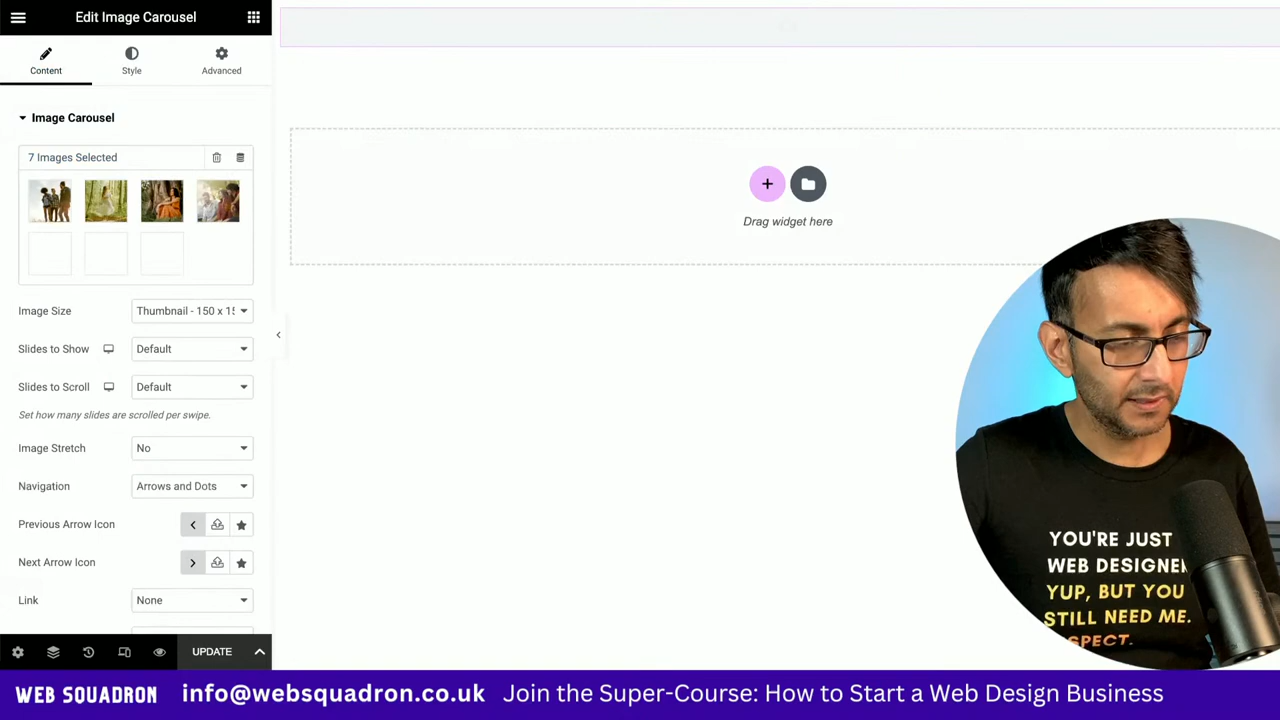 Edit Image Carousel
Content
Style
Advanced
Image Carousel
7 Images Selected
Image Size
Thumbnail - 150 x 15
Slides to Show
Default
Slides to Scroll
Default
Set how many slides are scrolled per swipe.
Image Stretch
No
Navigation
Arrows and Dots
Previous Arrow Icon
Next Arrow Icon
Link
None
UPDATE
Drag widget here
YOU'RE JUST
WEB DESIGNER
YUP, BUT YOU
STILL NEED ME.
WEB SQUADRON
info@websquadron.co.uk
Join the Super-Course: How to Start a Web Design Business